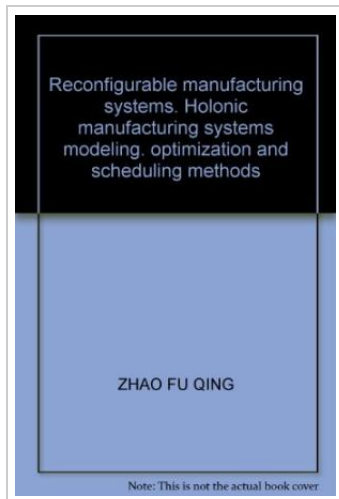 Reconfigurable manufacturing
systems. Holonic
manufacturing systems
modeling. optimization and
scheduling methods
ZHAO FU QING
Note: This is not the actual book cover